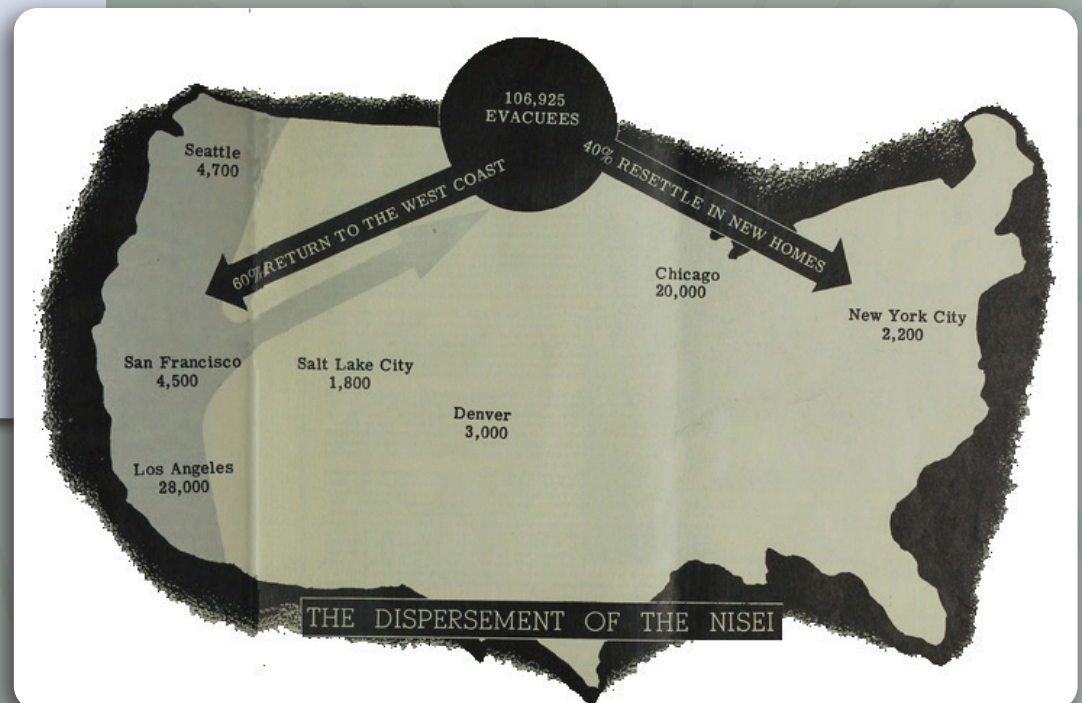 106,925
EVACUEES
60% RETURN TO THE WEST COAST
40% RESETTLE IN NEW HOMES
Seattle
4,700
Chicago
20,000
New York City
2,200
San Francisco
4,500
Salt Lake City
1,800
Denver
3,000
Los Angeles
28,000
THE DISPERSEMENT OF THE NISEI